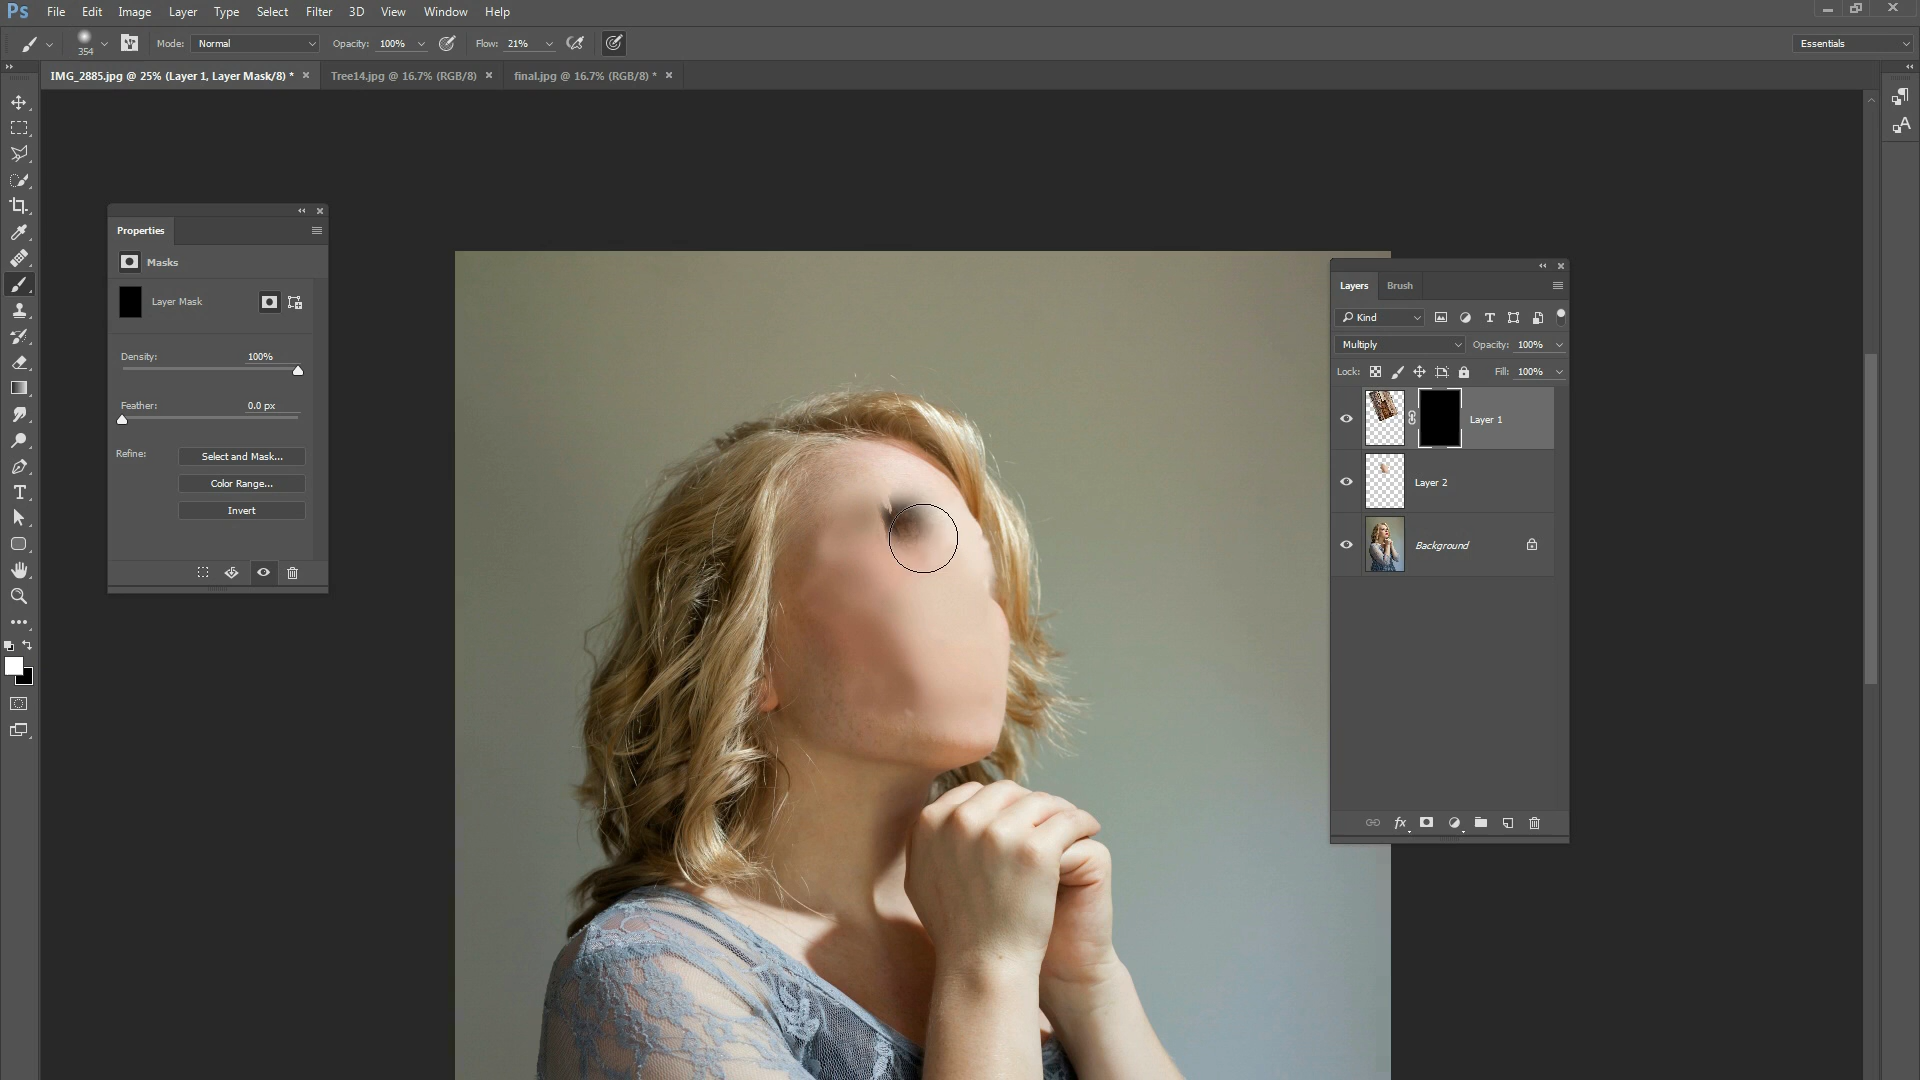 Ps File Edit Image Layer Type Select Filter 3D View Window Help
354 Mode: Normal Opacity: 100% Flow: 21% Essentials
IMG_2885.jpg @ 25% (Layer 1, Layer Mask/8) * × Tree14.jpg @ 16.7% (RGB/8) × final.jpg @ 16.7% (RGB/8) * ×
Properties
Masks
Layer Mask
Density: 100%
Feather: 0.0 px
Refine: Select and Mask...
Color Range...
Invert
Layers Brush
Kind
Multiply Opacity: 100%
Lock: Fill: 100%
Layer 1
Layer 2
Background
fx